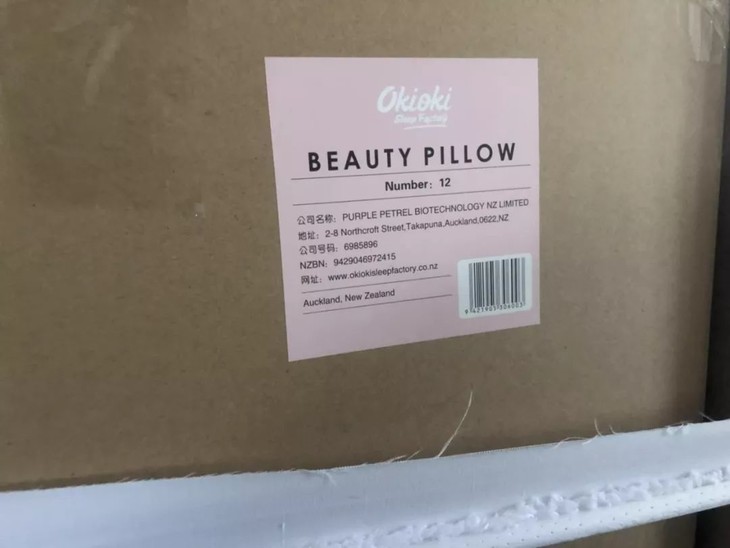 Okioki
Sleep Factory
BEAUTY PILLOW
Number: 12
公司名称: PURPLE PETREL BIOTECHNOLOGY NZ LIMITED
地址: 2-8 Northcroft Street,Takapuna,Auckland,0622,NZ
公司号码: 6985896
NZBN: 9429046972415
网址: www.okiokisleepfactory.co.nz
Auckland, New Zealand